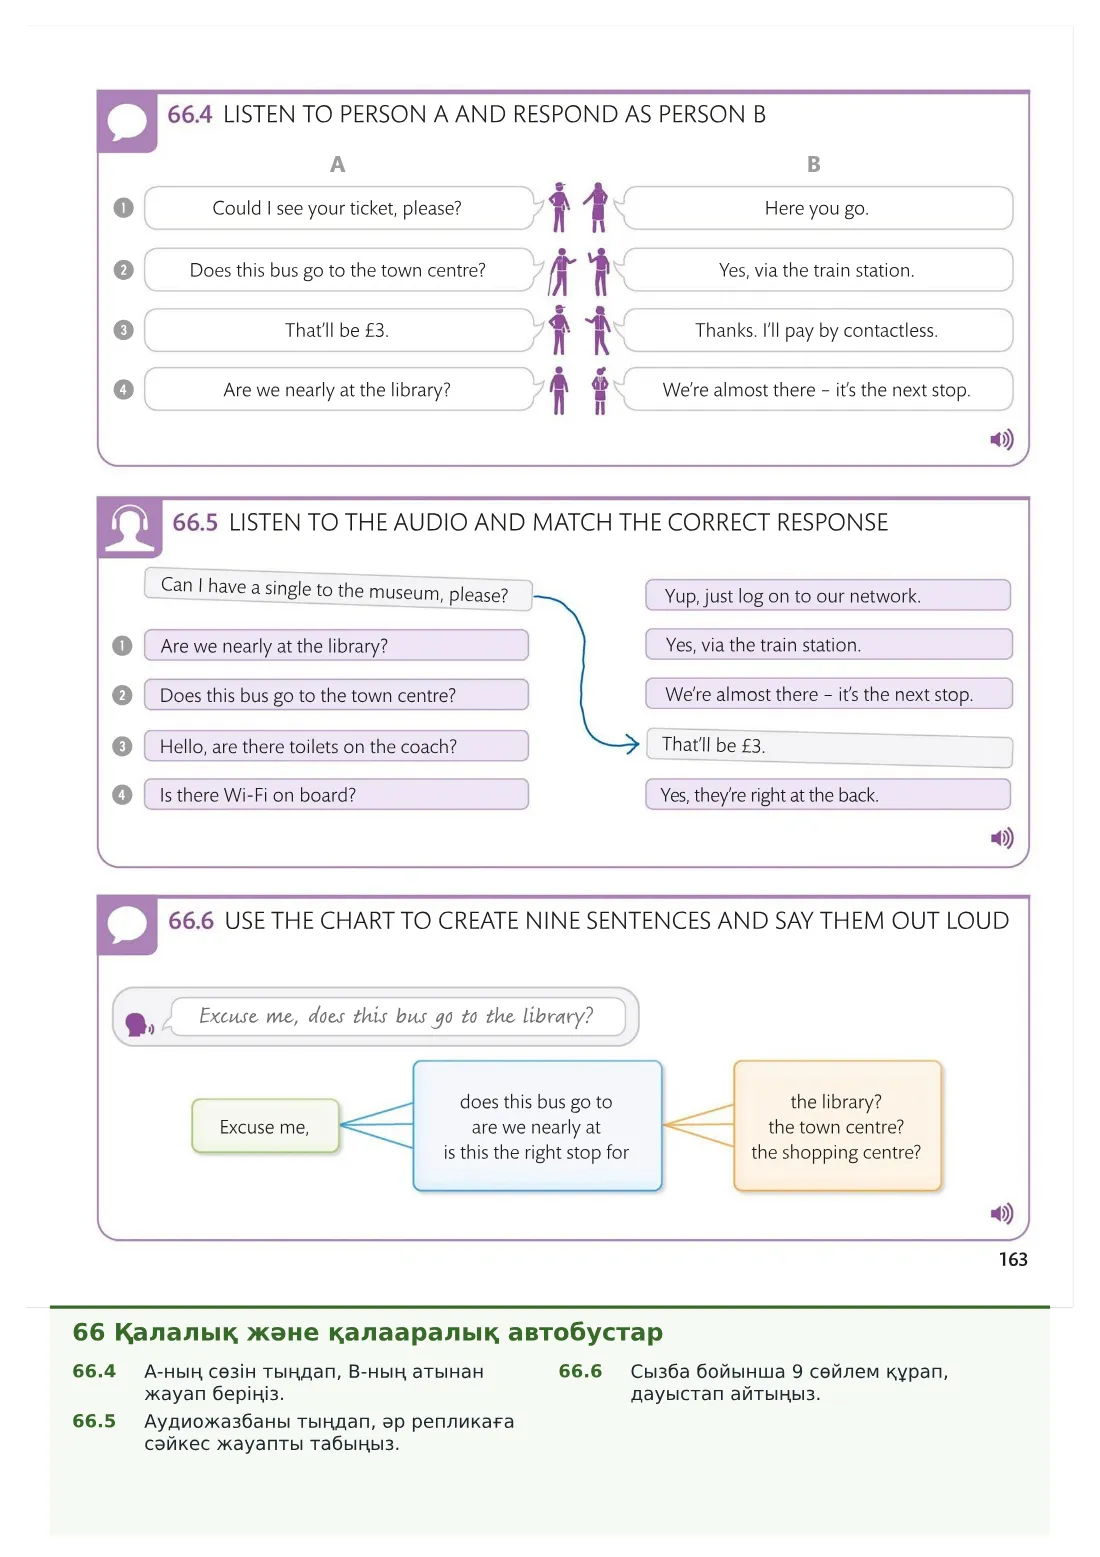 66.4 LISTEN TO PERSON A AND RESPOND AS PERSON B
A
B
1 Could I see your ticket, please?
Here you go.
2 Does this bus go to the town centre?
Yes, via the train station.
3 That'll be £3.
Thanks. I'll pay by contactless.
4 Are we nearly at the library?
We're almost there – it's the next stop.
66.5 LISTEN TO THE AUDIO AND MATCH THE CORRECT RESPONSE
Can I have a single to the museum, please?
1 Are we nearly at the library?
2 Does this bus go to the town centre?
3 Hello, are there toilets on the coach?
4 Is there Wi-Fi on board?
Yup, just log on to our network.
Yes, via the train station.
We're almost there – it's the next stop.
That'll be £3.
Yes, they're right at the back.
66.6 USE THE CHART TO CREATE NINE SENTENCES AND SAY THEM OUT LOUD
Excuse me, does this bus go to the library?
Excuse me,
does this bus go to
are we nearly at
is this the right stop for
the library?
the town centre?
the shopping centre?
163
66 Қалалық және қалааралық автобустар
66.4 А-ның сөзін тыңдап, В-ның атынан
жауап беріңіз.
66.5 Аудиожазбаны тыңдап, әр репликаға
сәйкес жауапты табыңыз.
66.6 Сызба бойынша 9 сөйлем құрап,
дауыстап айтыңыз.